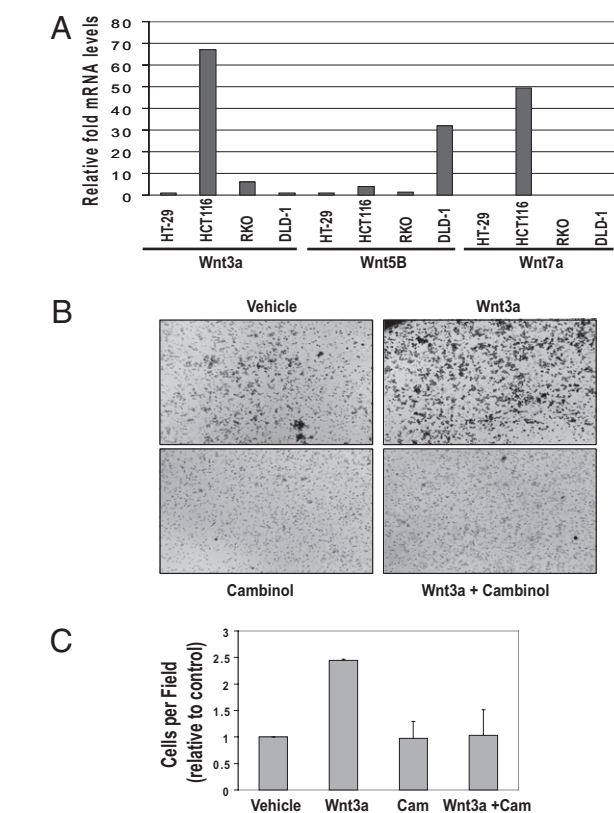 A
Relative fold mRNA levels
80
70
60
50
40
30
20
10
0
HT-29 HCT116 RKO DLD-1 HT-29 HCT116 RKO DLD-1 HT-29 HCT116 RKO DLD-1
Wnt3a Wnt5B Wnt7a
B
Vehicle Wnt3a
Cambinol Wnt3a + Cambinol
C
Cells per Field
(relative to control)
3
2.5
2
1.5
1
0.5
0
Vehicle Wnt3a Cam Wnt3a +Cam